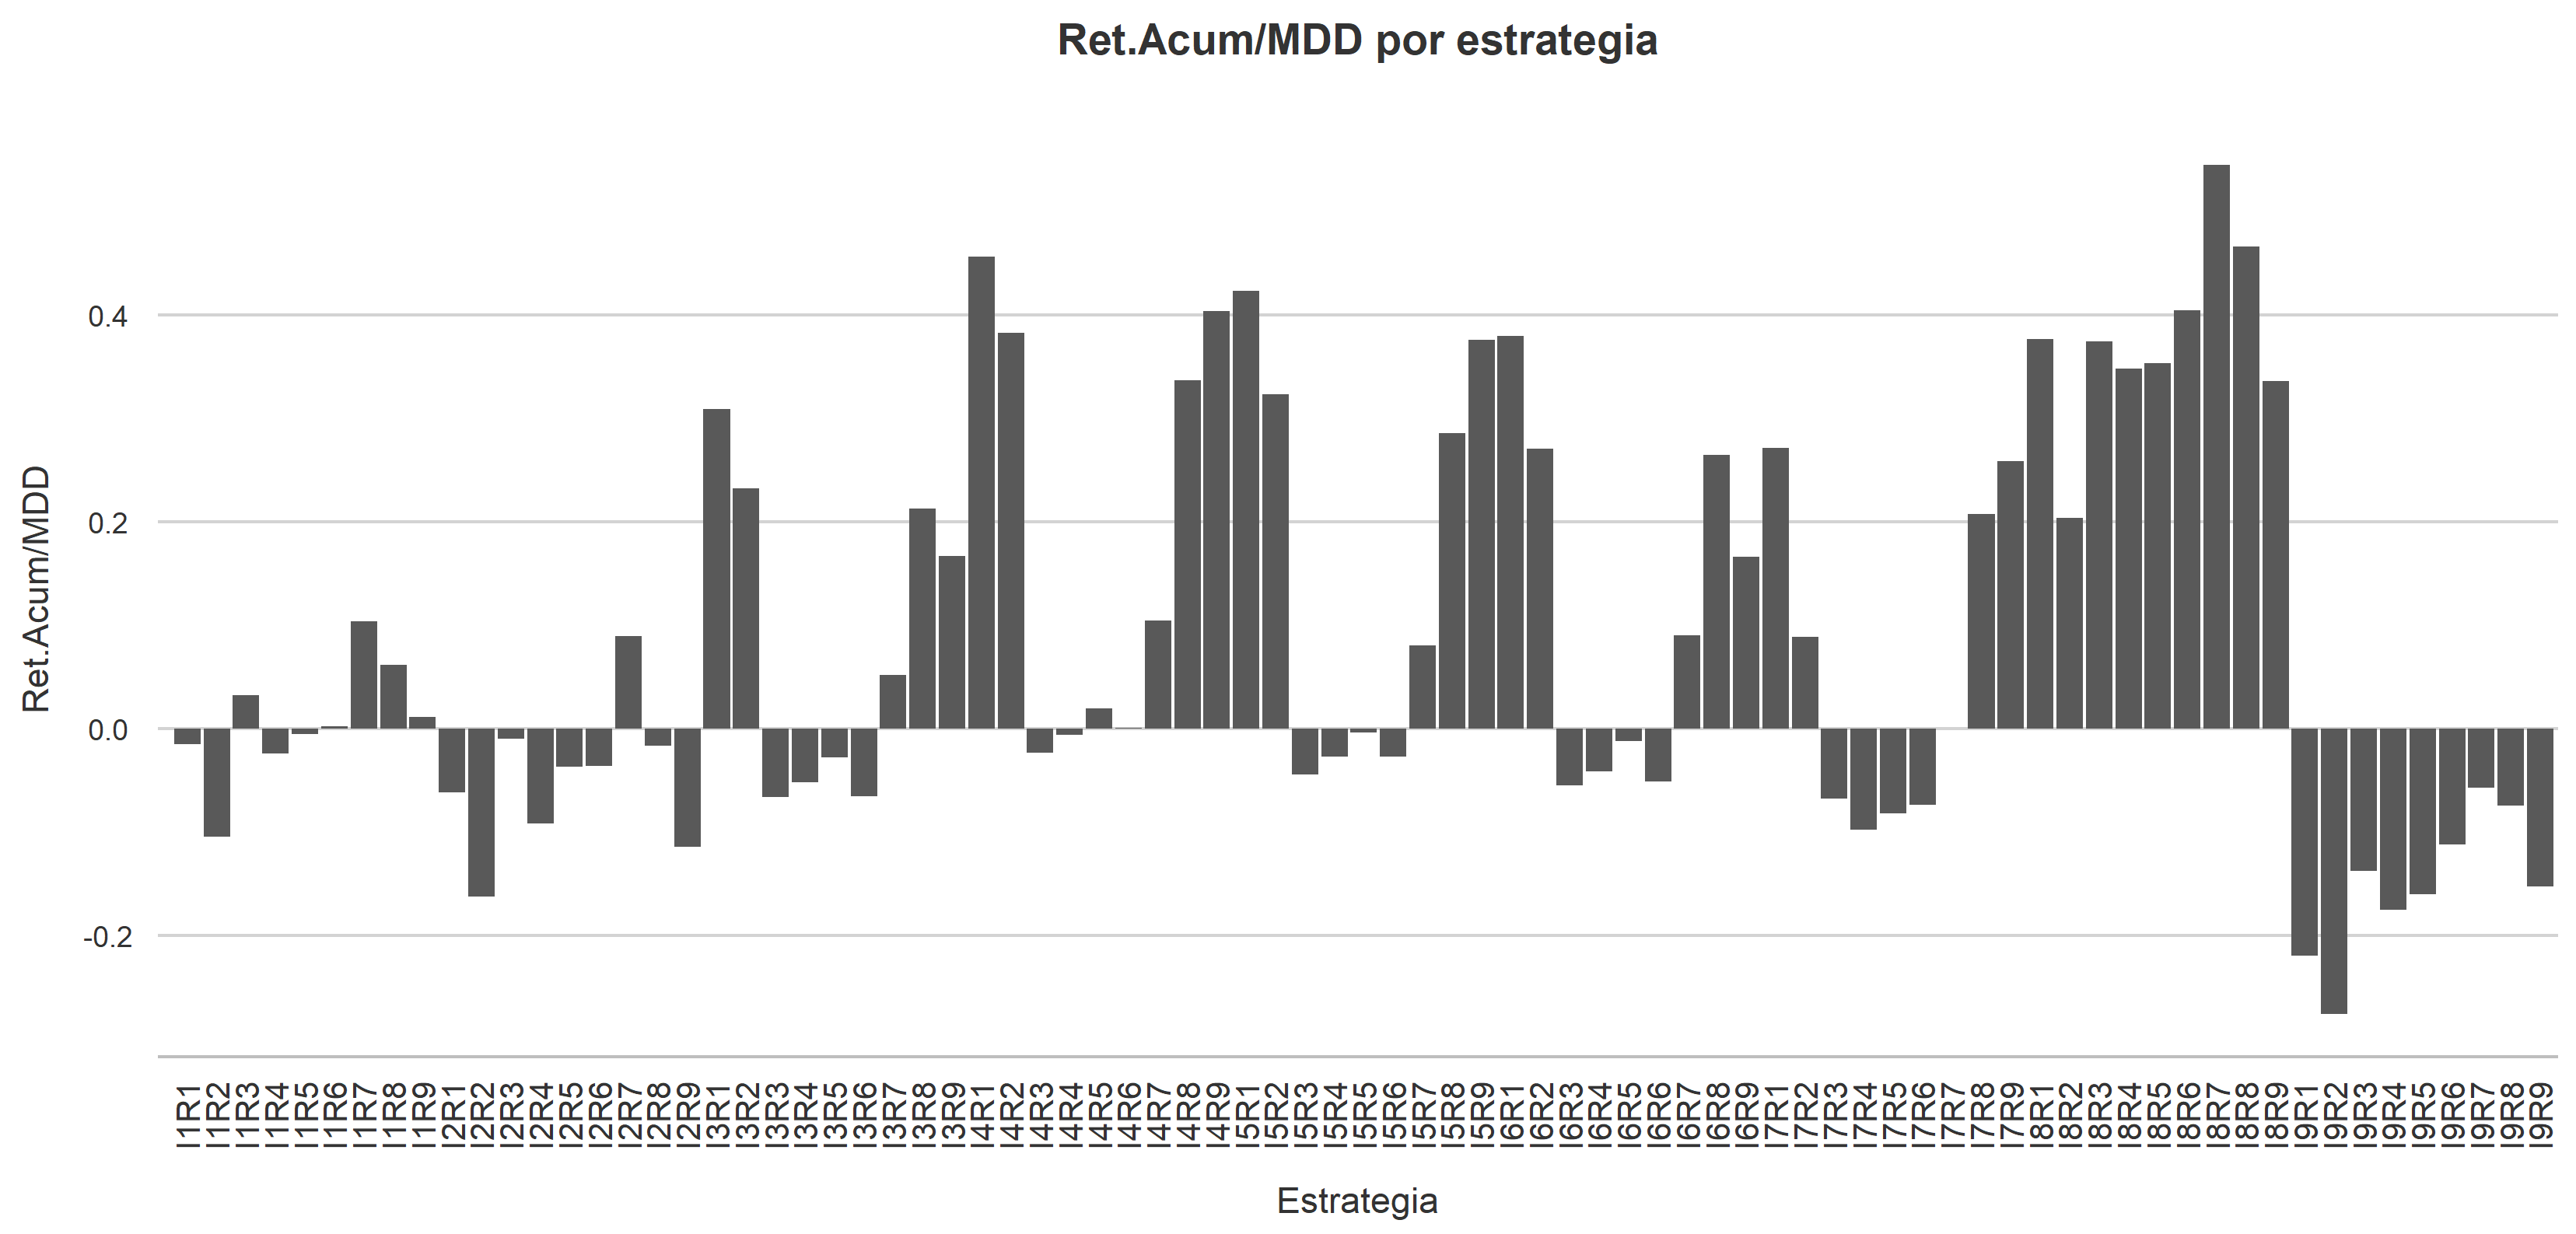 Ret.Acum/MDD por estrategia
Ret.Acum/MDD
0.4
0.2
0.0
-0.2
I1R1
I1R2
I1R3
I1R4
I1R5
I1R6
I1R7
I1R8
I1R9
I2R1
I2R2
I2R3
I2R4
I2R5
I2R6
I2R7
I2R8
I2R9
I3R1
I3R2
I3R3
I3R4
I3R5
I3R6
I3R7
I3R8
I3R9
I4R1
I4R2
I4R3
I4R4
I4R5
I4R6
I4R7
I4R8
I4R9
I5R1
I5R2
I5R3
I5R4
I5R5
I5R6
I5R7
I5R8
I5R9
I6R1
I6R2
I6R3
I6R4
I6R5
I6R6
I6R7
I6R8
I6R9
I7R1
I7R2
I7R3
I7R4
I7R5
I7R6
I7R7
I7R8
I7R9
I8R1
I8R2
I8R3
I8R4
I8R5
I8R6
I8R7
I8R8
I8R9
I9R1
I9R2
I9R3
I9R4
I9R5
I9R6
I9R7
I9R8
I9R9
Estrategia